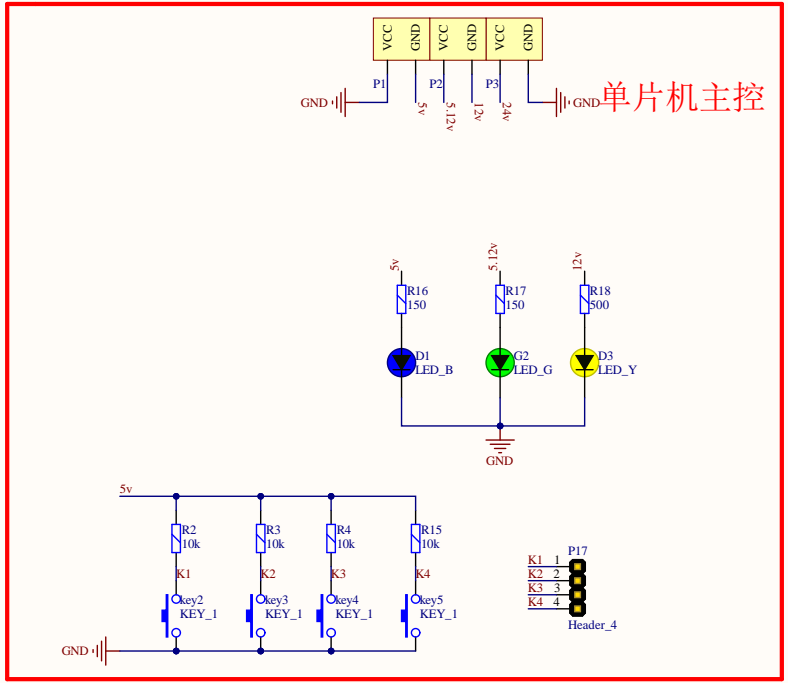 VCC GND VCC GND VCC GND
P1 P2 P3
GND 5v 5.12v 12v 24v GND 单片机主控
5v 5.12v 12v
R16 R17 R18
150 150 500
D1 G2 D3
LED_B LED_G LED_Y
GND
5v
R2 R3 R4 R15
10k 10k 10k 10k
K1 K2 K3 K4
key2 key3 key4 key5
KEY_1 KEY_1 KEY_1 KEY_1
GND
P17
K1 1
K2 2
K3 3
K4 4
Header_4